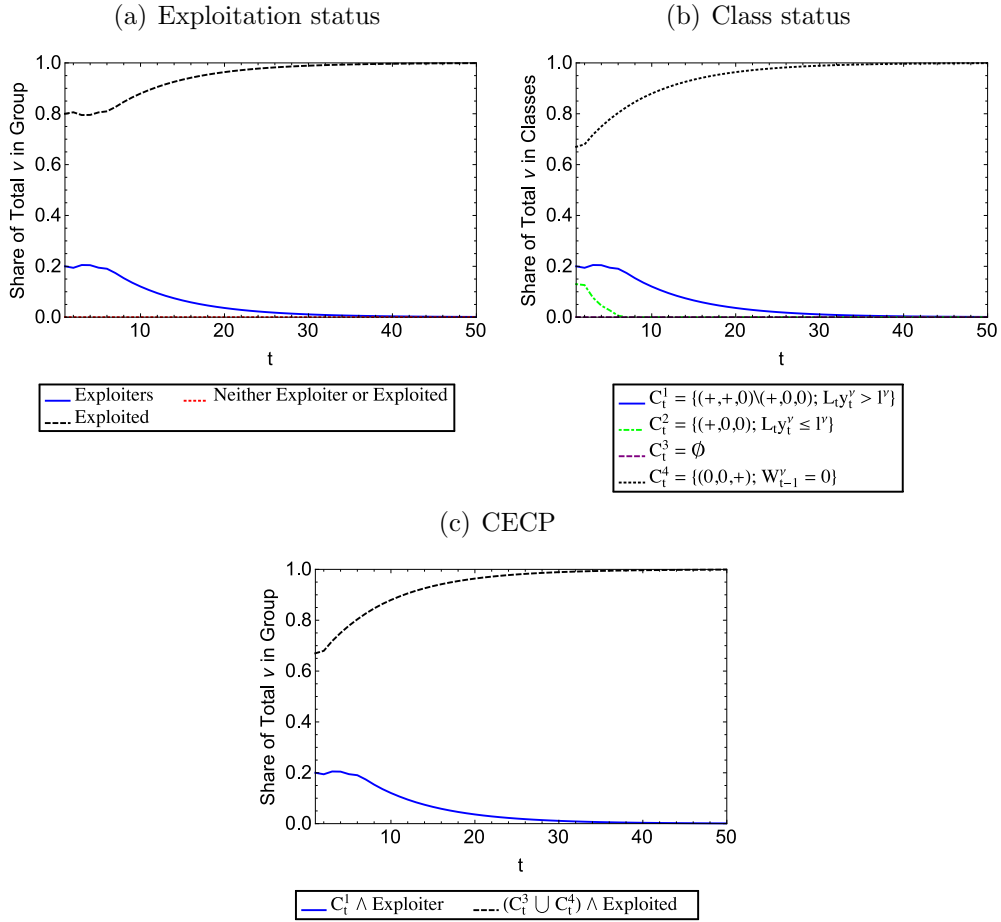 (a) Exploitation status
Share of Total ν in Group
1.0
0.8
0.6
0.4
0.2
0.0
10 20 30 40 50
t
Exploiters Neither Exploiter or Exploited
Exploited
(b) Class status
Share of Total ν in Classes
1.0
0.8
0.6
0.4
0.2
0.0
10 20 30 40 50
t
C_t^1 = {(+,+,0)\(+,0,0); L_t y_t^ν > l^ν}
C_t^2 = {(+,0,0); L_t y_t^ν ≤ l^ν}
C_t^3 = ∅
C_t^4 = {(0,0,+); W_{t-1}^ν = 0}
(c) CECP
Share of Total ν in Group
1.0
0.8
0.6
0.4
0.2
0.0
10 20 30 40 50
t
C_t^1 ∧ Exploiter (C_t^3 ⋃ C_t^4) ∧ Exploited